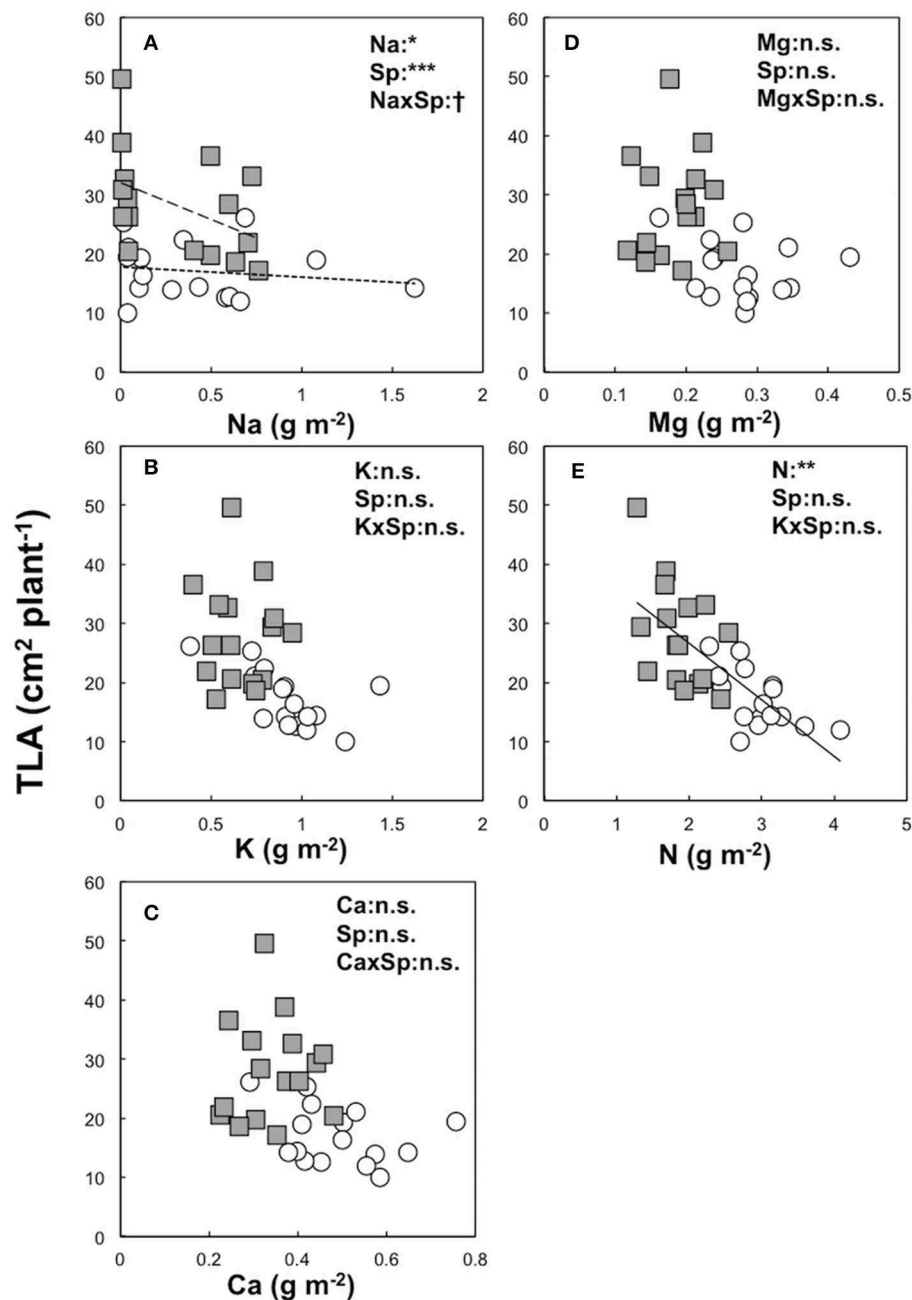 TLA (cm² plant⁻¹)
60
50
40
30
20
10
0
A
Na:*
Sp:***
NaxSp:†
0
0.5
1
1.5
2
Na (g m⁻²)
60
50
40
30
20
10
0
D
Mg:n.s.
Sp:n.s.
MgxSp:n.s.
0
0.1
0.2
0.3
0.4
0.5
Mg (g m⁻²)
60
50
40
30
20
10
0
B
K:n.s.
Sp:n.s.
KxSp:n.s.
0
0.5
1
1.5
2
K (g m⁻²)
60
50
40
30
20
10
0
E
N:**
Sp:n.s.
KxSp:n.s.
0
1
2
3
4
5
N (g m⁻²)
60
50
40
30
20
10
0
C
Ca:n.s.
Sp:n.s.
CaxSp:n.s.
0
0.2
0.4
0.6
0.8
Ca (g m⁻²)